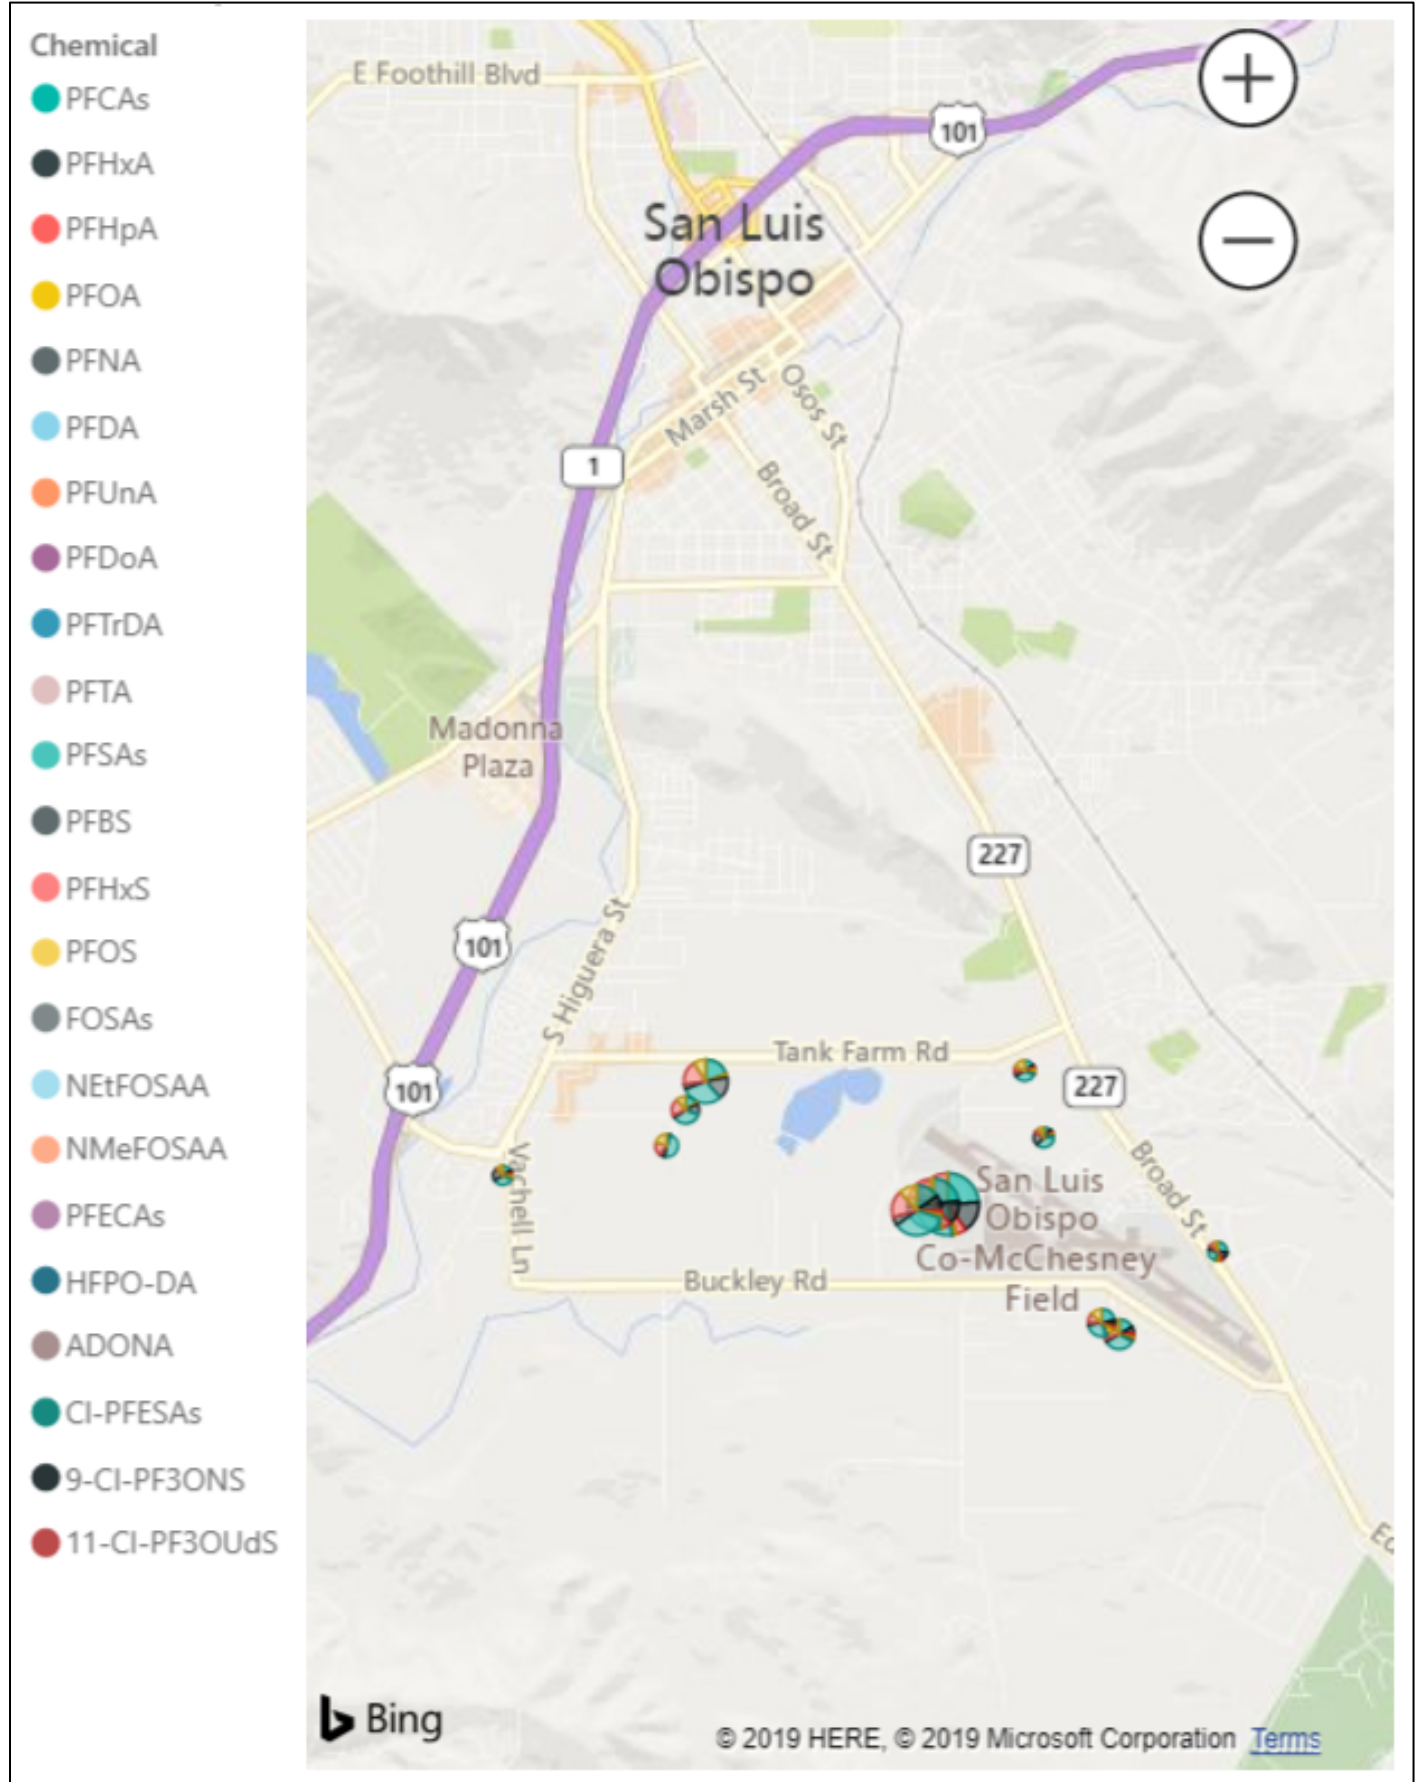 Chemical
PFCAs
PFHxA
PFHpA
PFOA
PFNA
PFDA
PFUnA
PFDoA
PFTrDA
PFTA
PFSAs
PFBS
PFHxS
PFOS
FOSAs
NEtFOSAA
NMeFOSAA
PFECAs
HFPO-DA
ADONA
Cl-PFESAs
9-Cl-PF3ONS
11-Cl-PF3OUdS
E Foothill Blvd
101
San Luis
Obispo
Marsh St
Osos St
1
Broad St
Madonna
Plaza
227
101
S Higuera St
Tank Farm Rd
101
227
Vachell Ln
Broad St
San Luis
Obispo
Co-McChesney
Field
Buckley Rd
Ed
Bing
© 2019 HERE, © 2019 Microsoft Corporation Terms